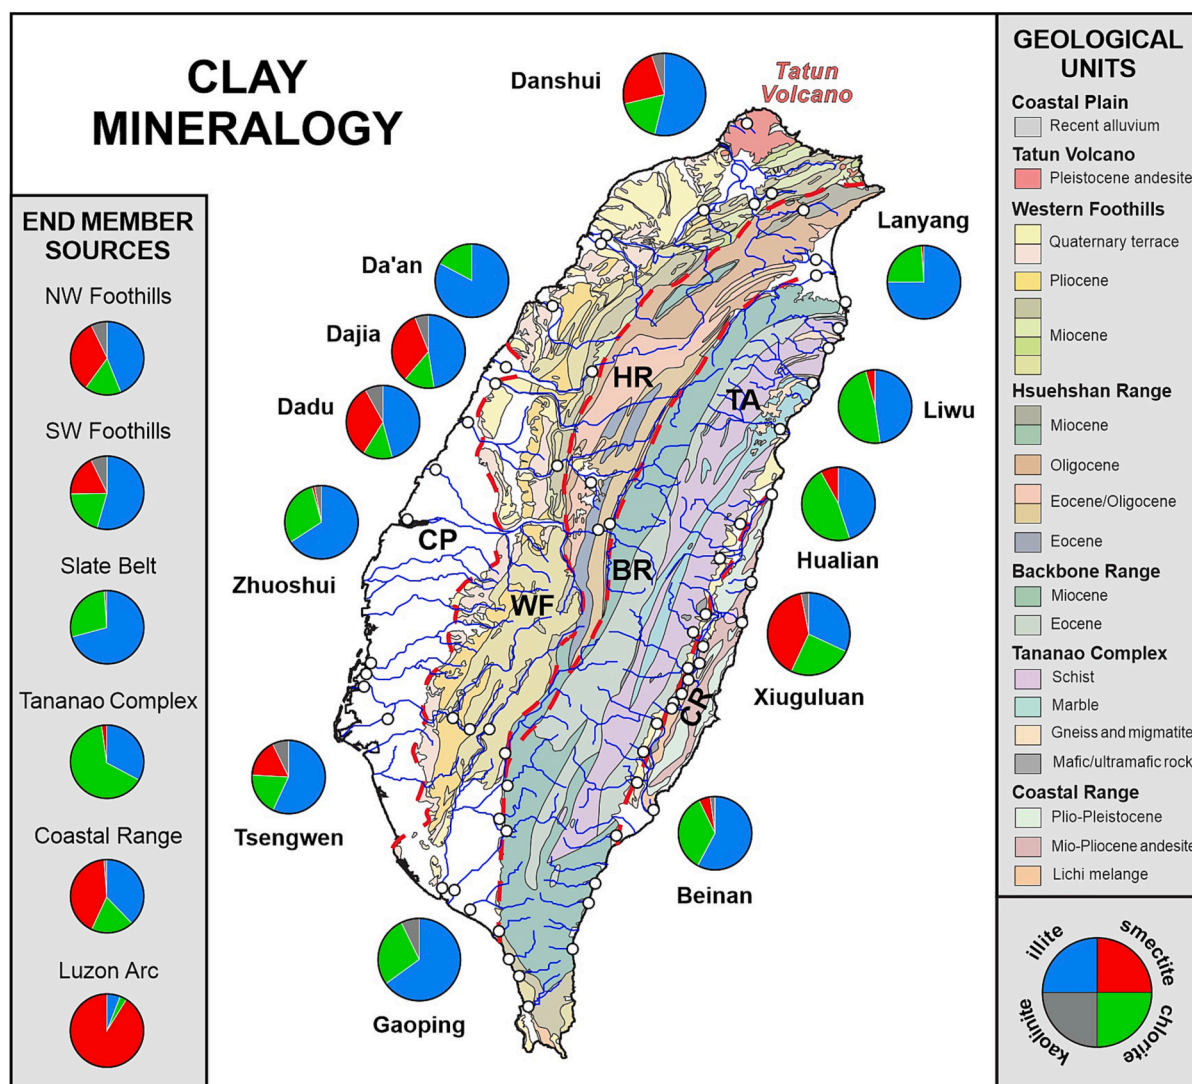 CLAY
MINERALOGY
END MEMBER
SOURCES
NW Foothills
SW Foothills
Slate Belt
Tananao Complex
Coastal Range
Luzon Arc
Danshui
Tatun
Volcano
Lanyang
Da'an
Dajia
Dadu
Zhuoshui
Tsengwen
Gaoping
Liwu
Hualian
Xiuguluan
Beinan
HR
TA
CP
BR
WF
CR
GEOLOGICAL
UNITS
Coastal Plain
Recent alluvium
Tatun Volcano
Pleistocene andesite
Western Foothills
Quaternary terrace
Pliocene
Miocene
Hsuehshan Range
Miocene
Oligocene
Eocene/Oligocene
Eocene
Backbone Range
Miocene
Eocene
Tananao Complex
Schist
Marble
Gneiss and migmatite
Mafic/ultramafic rock
Coastal Range
Plio-Pleistocene
Mio-Pliocene andesite
Lichi melange
illite
smectite
kaolinite
chlorite